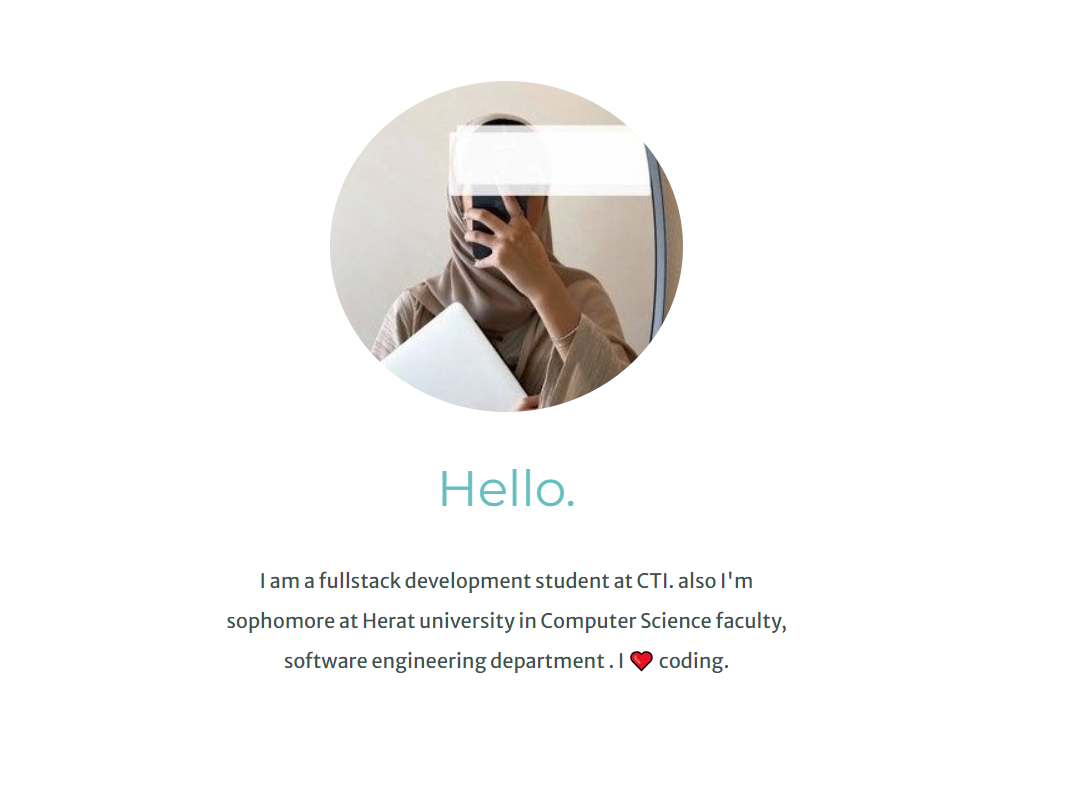 Hello.
I am a fullstack development student at CTI. also I'm
sophomore at Herat university in Computer Science faculty,
software engineering department . I ❤️ coding.